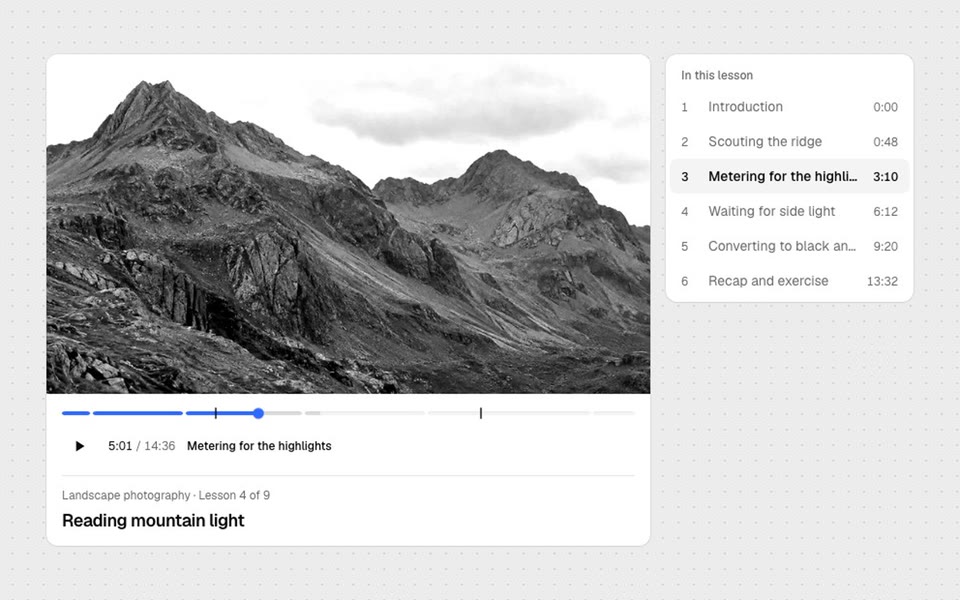 5:01 / 14:36 Metering for the highlights
Landscape photography · Lesson 4 of 9
Reading mountain light
In this lesson
1 Introduction 0:00
2 Scouting the ridge 0:48
3 Metering for the highli... 3:10
4 Waiting for side light 6:12
5 Converting to black an... 9:20
6 Recap and exercise 13:32